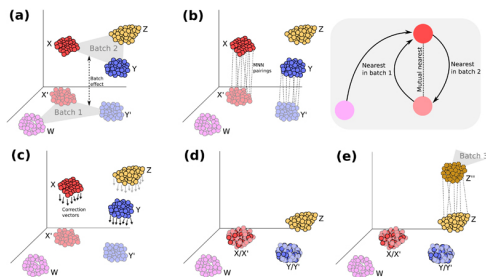 (a)
X
Z
Batch 2
Y
Batch
effect
X'
Batch 1
Y'
W
(b)
X
Z
MNN
pairings
Y
X'
Y'
W
Nearest
in batch 1
Mutual nearest
Nearest
in batch 2
(c)
X
Z
Y
Correction
vectors
X'
Y'
W
(d)
Z
X/X'
Y/Y'
W
(e)
Batch 3
Z''
Z
X/X'
Y/Y'
W